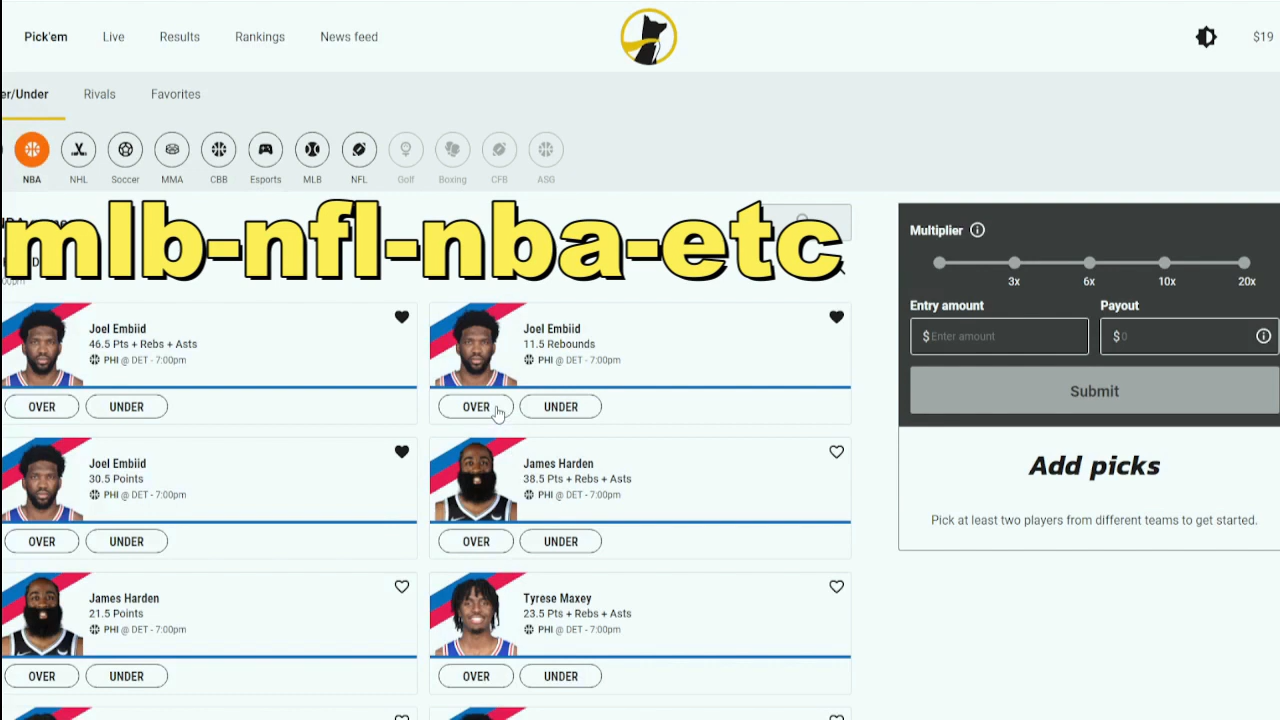 Pick'em
Live
Results
Rankings
News feed
$19
er/Under
Rivals
Favorites
NBA
NHL
Soccer
MMA
CBB
Esports
MLB
NFL
Golf
Boxing
CFB
ASG
mlb-nfl-nba-etc
Joel Embiid
46.5 Pts + Rebs + Asts
PHI @ DET - 7:00pm
OVER
UNDER
Joel Embiid
11.5 Rebounds
PHI @ DET - 7:00pm
OVER
UNDER
Joel Embiid
30.5 Points
PHI @ DET - 7:00pm
OVER
UNDER
James Harden
38.5 Pts + Rebs + Asts
PHI @ DET - 7:00pm
OVER
UNDER
James Harden
21.5 Points
PHI @ DET - 7:00pm
OVER
UNDER
Tyrese Maxey
23.5 Pts + Rebs + Asts
PHI @ DET - 7:00pm
OVER
UNDER
Multiplier
3x
6x
10x
20x
Entry amount
Payout
$ Enter amount
$ 0
Submit
Add picks
Pick at least two players from different teams to get started.